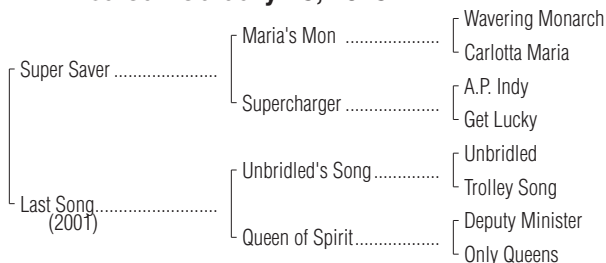 Wavering Monarch
Maria's Mon ....................
Carlotta Maria
Super Saver ......................
A.P. Indy
Supercharger ....................
Get Lucky
Unbridled
Unbridled's Song.................
Trolley Song
Last Song..........................
(2001)
Deputy Minister
Queen of Spirit..................
Only Queens